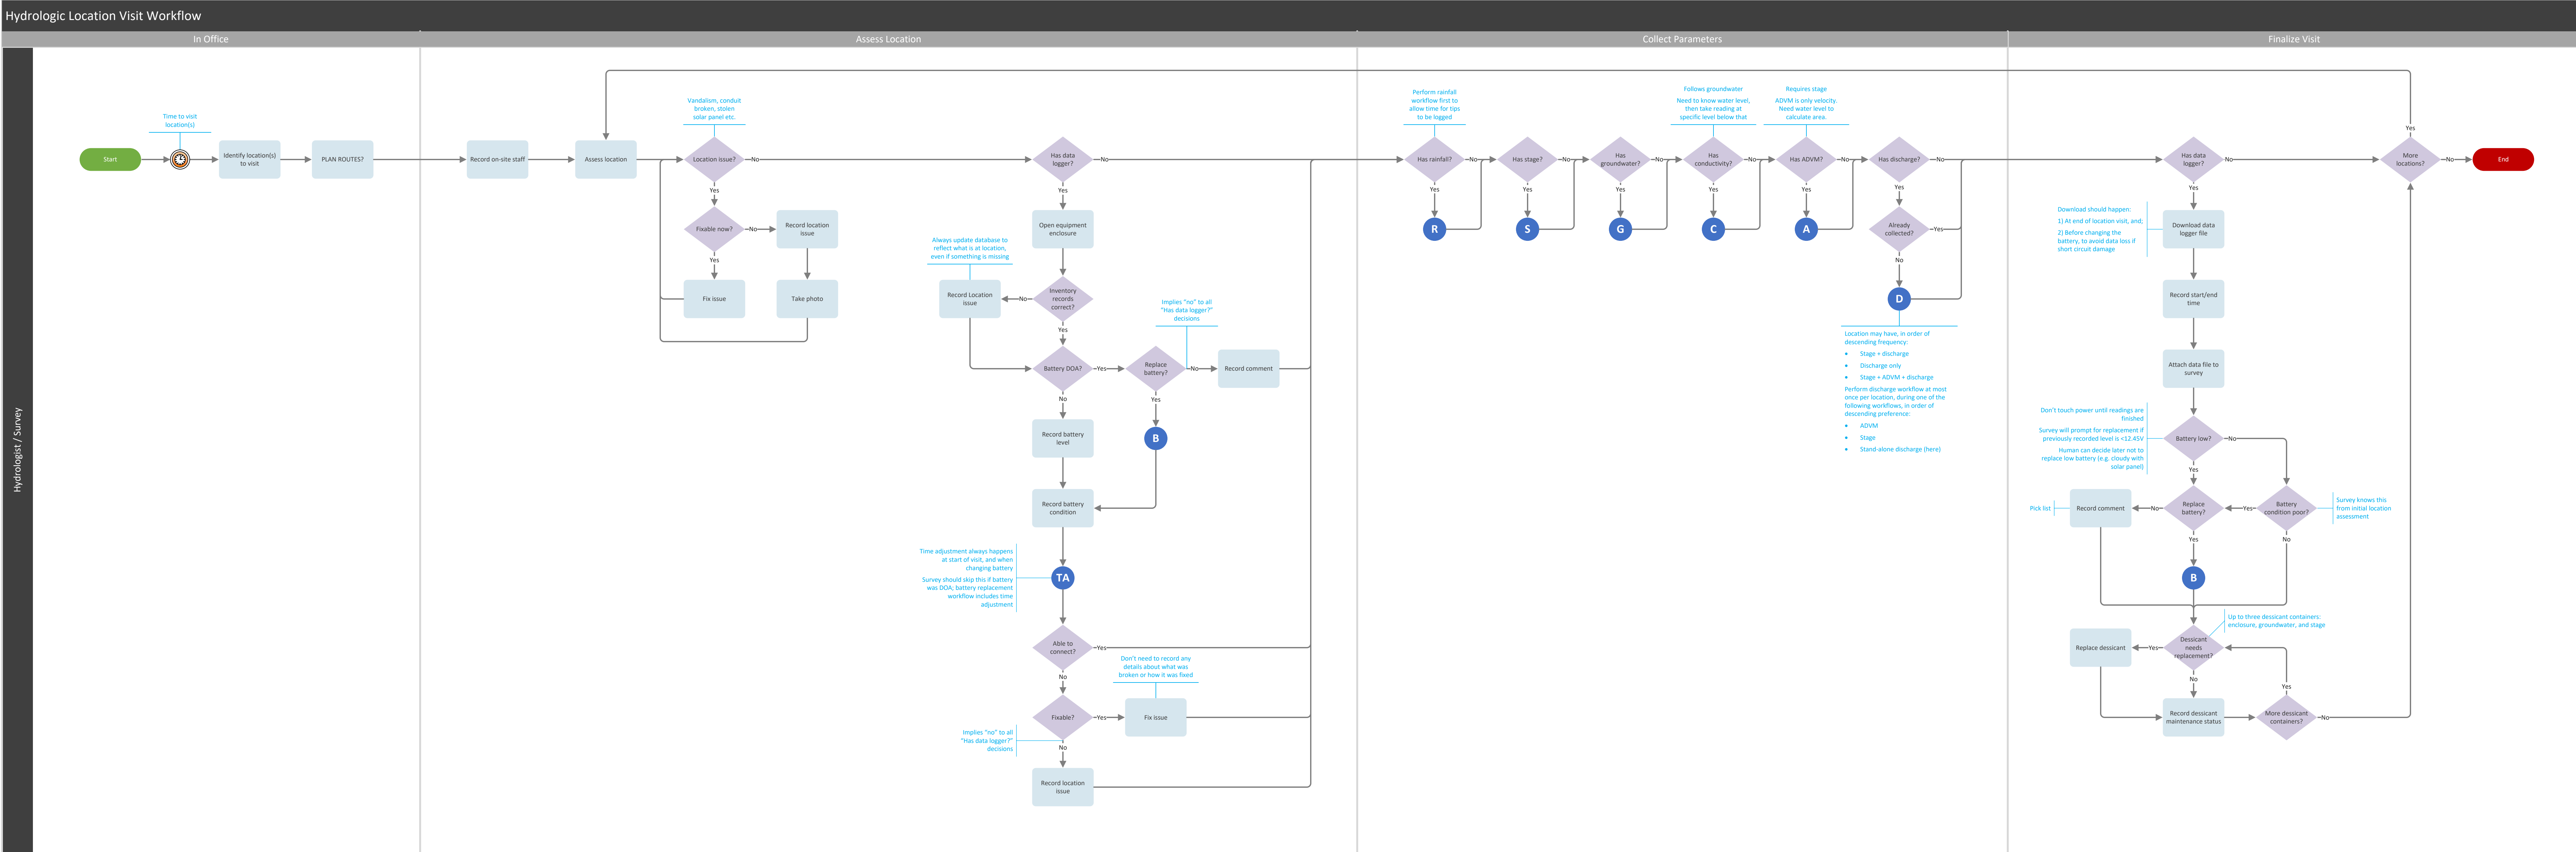 Hydrologic Location Visit Workflow
In Office
Assess Location
Collect Parameters
Finalize Visit
Hydrologist / Survey
Start
Time to visit
location(s)
Identify location(s)
to visit
PLAN ROUTES?
Record on-site staff
Assess location
Vandalism, conduit
broken, stolen
solar panel etc.
Location issue?
No
Yes
Fixable now?
No
Record location
issue
Yes
Fix issue
Take photo
Has data
logger?
No
Yes
Open equipment
enclosure
Always update database to
reflect what is at location,
even if something is missing
Record Location
issue
No
Inventory
records
correct?
Yes
Implies "no" to all
"Has data logger?"
decisions
Battery DOA?
Yes
Replace
battery?
No
Record comment
No
Yes
Record battery
level
B
Record battery
condition
Time adjustment always happens
at start of visit, and when
changing battery
Survey should skip this if battery
was DOA; battery replacement
workflow includes time
adjustment
TA
Able to
connect?
Yes
No
Don't need to record any
details about what was
broken or how it was fixed
Fixable?
Yes
Fix issue
Implies "no" to all
"Has data logger?"
decisions
No
Record location
Issue
Perform rainfall
workflow first to
allow time for tips
to be logged
Has rainfall?
No
Yes
R
Has stage?
No
Yes
S
Has
groundwater?
No
Yes
G
Follows groundwater
Need to know water level,
then take reading at
specific level below that
Has
conductivity?
No
Yes
C
Requires stage
ADVM is only velocity.
Need water level to
calculate area.
Has ADVM?
No
Yes
A
Has discharge?
No
Yes
Already
collected?
Yes
No
D
Location may have, in order of
descending frequency:
• Stage + discharge
• Discharge only
• Stage + ADVM + discharge
Perform discharge workflow at most
once per location, during one of the
following workflows, in order of
descending preference:
• ADVM
• Stage
• Stand-alone discharge (here)
Has data
logger?
No
Yes
Download should happen:
1) At end of location visit, and;
2) Before changing the
battery, to avoid data loss if
short circuit damage
Download data
logger file
Record start/end
time
Attach data file to
survey
Don't touch power until readings are
finished
Survey will prompt for replacement if
previously recorded level is <12.45V
Human can decide later not to
replace low battery (e.g. cloudy with
solar panel)
Battery low?
No
Yes
Pick list
Record comment
No
Replace
battery?
Yes
Battery
condition poor?
Survey knows this
from initial location
assessment
Yes
No
B
Up to three dessicant containers:
enclosure, groundwater, and stage
Replace dessicant
Yes
Dessicant
needs
replacement?
No
Yes
Record dessicant
maintenance status
More dessicant
containers?
No
Yes
More
locations?
No
End